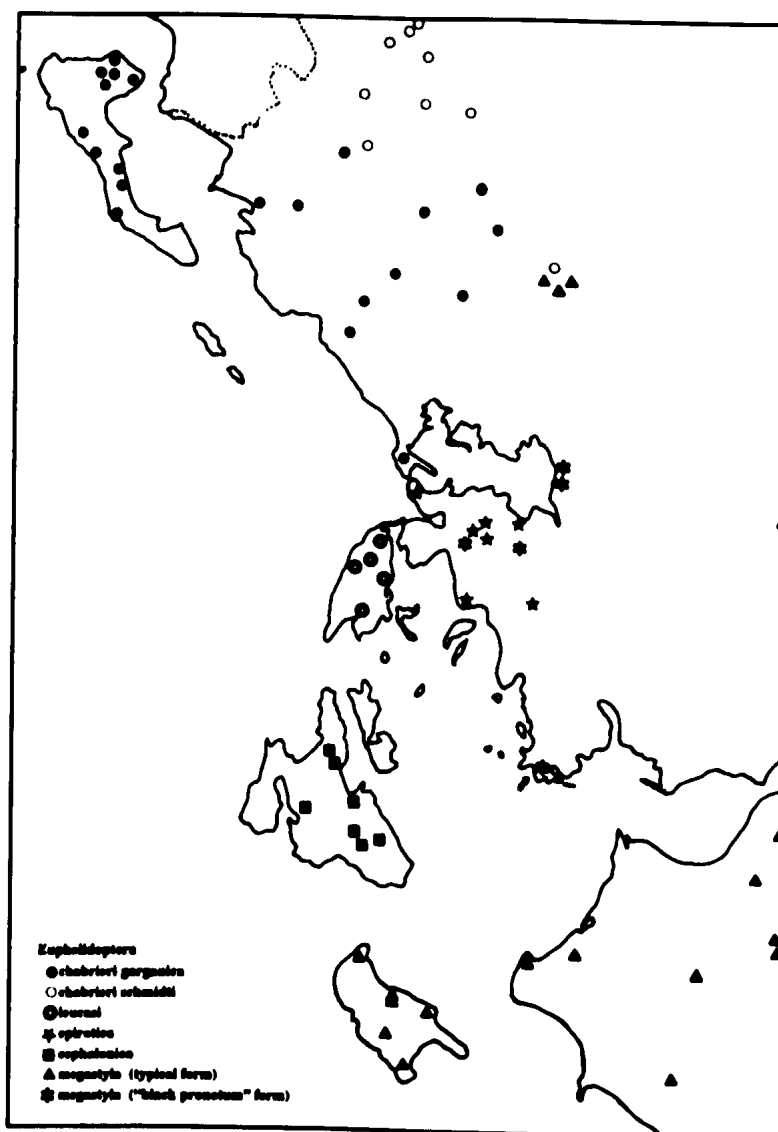 Eupholidoptera
chabrieri garganica
chabrieri schmidti
leucasi
epirotica
cephalonica
megastyla (typical form)
megastyla ("black pronotum" form)